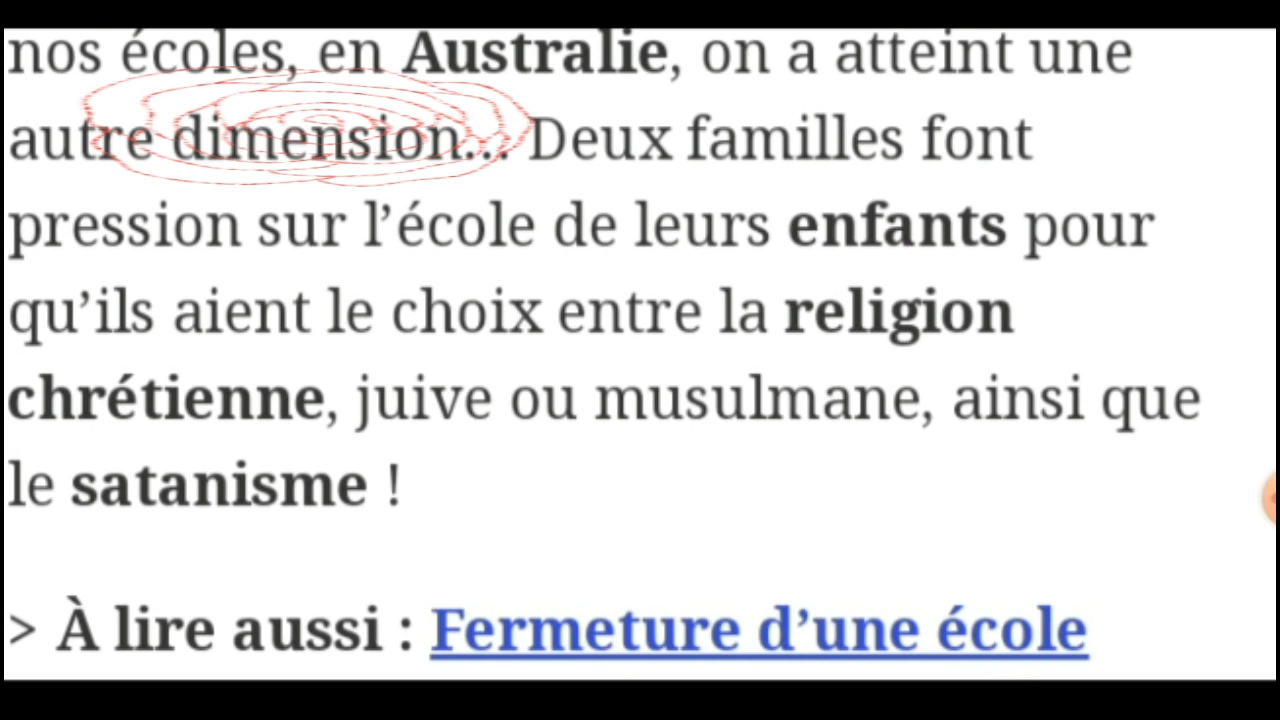 nos écoles, en Australie, on a atteint une
autre dimension... Deux familles font
pression sur l’école de leurs enfants pour
qu’ils aient le choix entre la religion
chrétienne, juive ou musulmane, ainsi que
le satanisme !
> À lire aussi : Fermeture d’une école